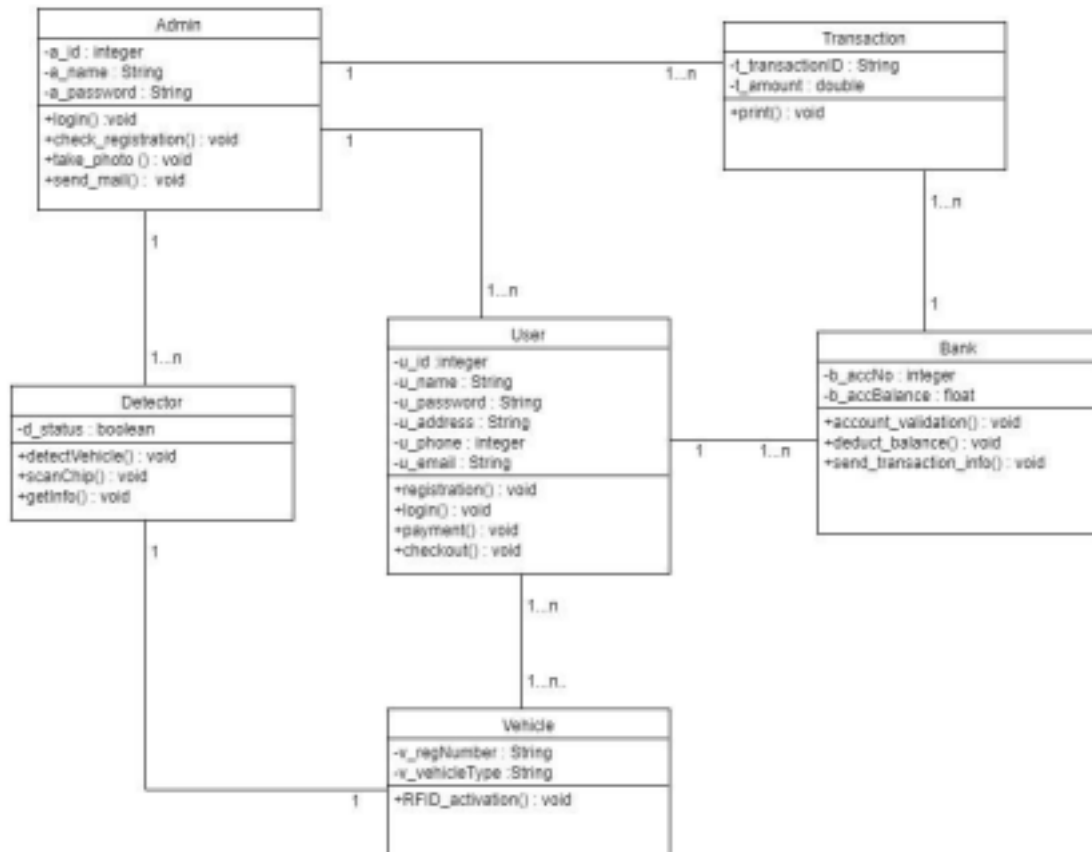 Admin
-a_id : integer
-a_name : String
-a_password : String
+login() :void
+check_registration() : void
+take_photo () : void
+send_mail() : void
1
1...n
Transaction
-t_transactionID : String
-t_amount : double
+print() : void
1
1...n
1
1...n
1...n
1
1...n
Detector
-d_status : boolean
+detectVehicle() : void
+scanChip() : void
+getInfo() : void
User
-u_id :integer
-u_name : String
-u_password : String
-u_address : String
-u_phone : integer
-u_email : String
+registration() : void
+login() : void
+payment() : void
+checkout() : void
1
1...n
Bank
-b_accNo : integer
-b_accBalance : float
+account_validation() : void
+deduct_balance() : void
+send_transaction_info() : void
1
1...n
1...n..
1
Vehicle
-v_regNumber : String
-v_vehicleType :String
+RFID_activation() : void